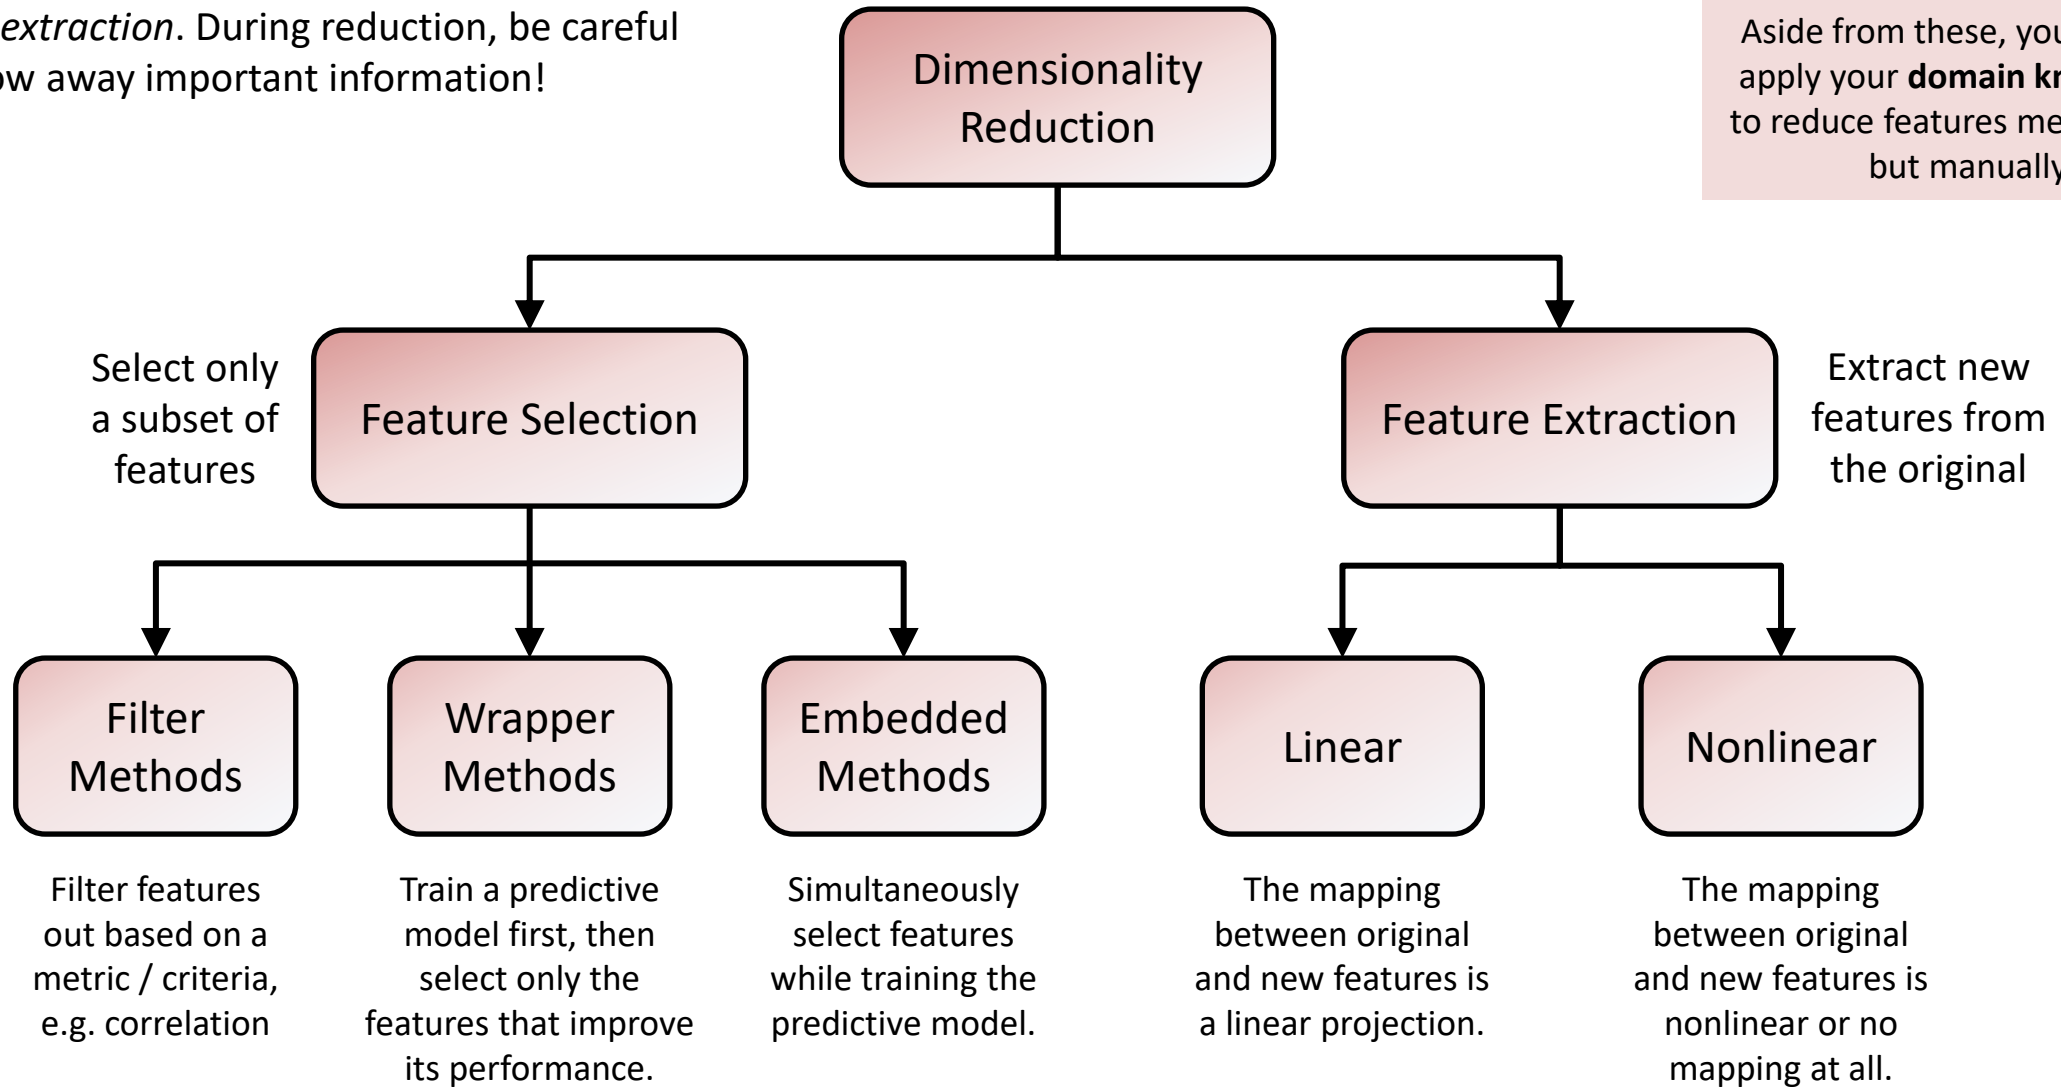 extraction. During reduction, be careful
away important information!
Dimensionality
Reduction
Aside from these, you
apply your domain
to reduce features
but manually
Select only
a subset of
features
Feature Selection
Feature Extraction
Extract new
features from
the original
Filter
Methods
Wrapper
Methods
Embedded
Methods
Linear
Nonlinear
Filter features
out based on a
metric / criteria,
e.g. correlation
Train a predictive
model first, then
select only the
features that improve
its performance.
Simultaneously
select features
while training the
predictive model.
The mapping
between original
and new features is
a linear projection.
The mapping
between original
and new features is
nonlinear or no
mapping at all.